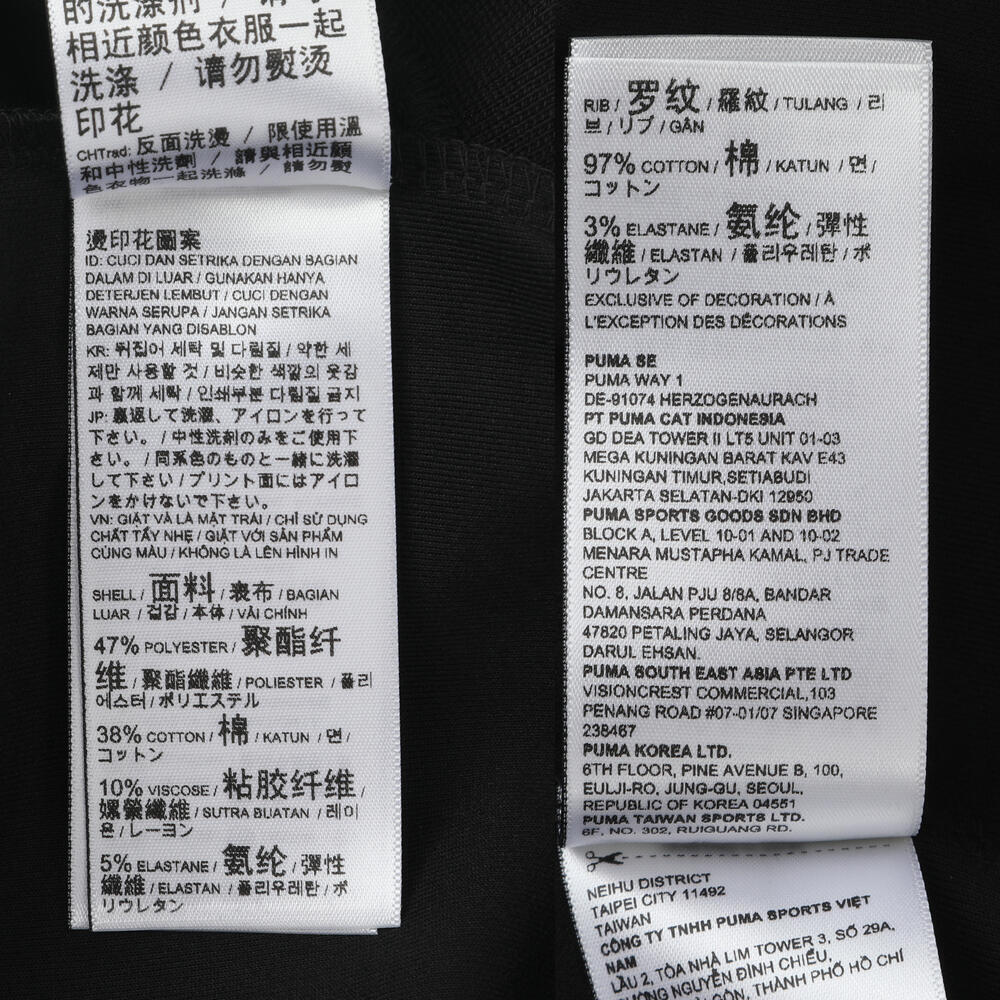 的洗涤剂 / 请与
相近颜色衣服一起
洗涤 / 请勿熨烫
印花
CHTrad: 反面洗燙 / 限使用溫
和中性洗劑 / 請與相近顏
色衣物一起洗滌 / 請勿熨
燙印花圖案
ID: CUCI DAN SETRIKA DENGAN BAGIAN
DALAM DI LUAR / GUNAKAN HANYA
DETERJEN LEMBUT / CUCI DENGAN
WARNA SERUPA / JANGAN SETRIKA
BAGIAN YANG DISABLON
KR: 뒤집어 세탁 및 다림질 / 약한 세
제만 사용할 것 / 비슷한 색깔의 옷감
과 함께 세탁 / 인쇄부분 다림질 금지
JP: 裏返して洗濯、アイロンを行って
下さい。 / 中性洗剤のみをご使用下
さい。 / 同系色のものと一緒に洗濯
して下さい / プリント面にはアイロ
ンをかけないで下さい。
VN: GIẶT VÀ LÀ MẶT TRÁI / CHỈ SỬ DỤNG
CHẤT TẨY NHẸ / GIẶT VỚI SẢN PHẨM
CÙNG MÀU / KHÔNG LÀ LÊN HÌNH IN
SHELL / 面料 / 表布 / BAGIAN
LUAR / 겉감 / 本体 / VẢI CHÍNH
47% POLYESTER / 聚酯纤
维 / 聚酯纖維 / POLIESTER / 폴리
에스터 / ポリエステル
38% COTTON / 棉 / KATUN / 면 /
コットン
10% VISCOSE / 粘胶纤维 /
嫘縈纖維 / SUTRA BUATAN / 레이
온 / レーヨン
5% ELASTANE / 氨纶 / 彈性
纖維 / ELASTAN / 폴리우레탄 / ポ
リウレタン
RIB / 罗纹 / 羅紋 / TULANG / 리
브 / リブ / GÂN
97% COTTON / 棉 / KATUN / 면 /
コットン
3% ELASTANE / 氨纶 / 彈性
纖維 / ELASTAN / 폴리우레탄 / ポ
リウレタン
EXCLUSIVE OF DECORATION / À
L'EXCEPTION DES DÉCORATIONS
PUMA SE
PUMA WAY 1
DE-91074 HERZOGENAURACH
PT PUMA CAT INDONESIA
GD DEA TOWER II LT5 UNIT 01-03
MEGA KUNINGAN BARAT KAV E43
KUNINGAN TIMUR,SETIABUDI
JAKARTA SELATAN-DKI 12950
PUMA SPORTS GOODS SDN BHD
BLOCK A, LEVEL 10-01 AND 10-02
MENARA MUSTAPHA KAMAL, PJ TRADE
CENTRE
NO. 8, JALAN PJU 8/8A, BANDAR
DAMANSARA PERDANA
47820 PETALING JAYA, SELANGOR
DARUL EHSAN.
PUMA SOUTH EAST ASIA PTE LTD
VISIONCREST COMMERCIAL,103
PENANG ROAD #07-01/07 SINGAPORE
238467
PUMA KOREA LTD.
6TH FLOOR, PINE AVENUE B, 100,
EULJI-RO, JUNG-GU, SEOUL,
REPUBLIC OF KOREA 04551
PUMA TAIWAN SPORTS LTD.
6F, NO. 302, RUIGUANG RD.
NEIHU DISTRICT
TAIPEI CITY 11492
TAIWAN
CÔNG TY TNHH PUMA SPORTS VIỆT
NAM
LẦU 2, TÒA NHÀ LIM TOWER 3, SỐ 29A,
NGUYỄN ĐÌNH CHIỂU,
THÀNH PHỐ HỒ CHÍ